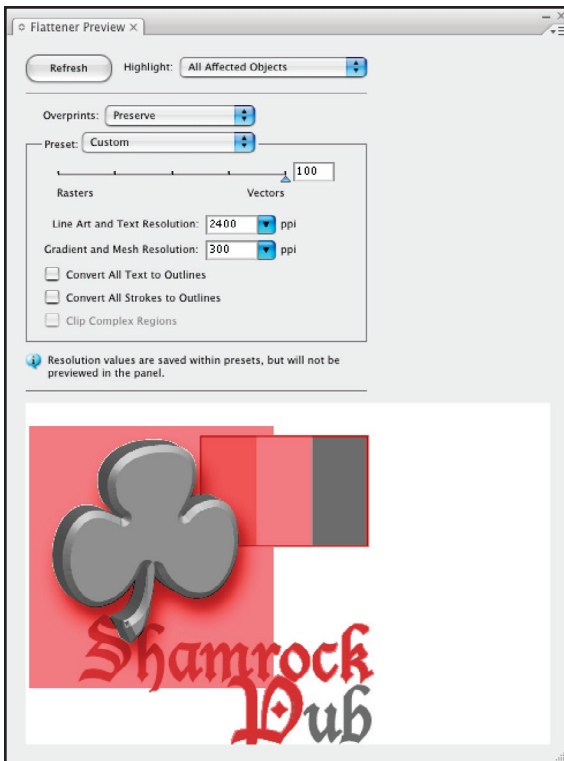 Flattener Preview
Refresh Highlight: All Affected Objects
Overprints: Preserve
Preset: Custom
100
Rasters Vectors
Line Art and Text Resolution: 2400 ppi
Gradient and Mesh Resolution: 300 ppi
Convert All Text to Outlines
Convert All Strokes to Outlines
Clip Complex Regions
Resolution values are saved within presets, but will not be
previewed in the panel.
Shamrock
Pub